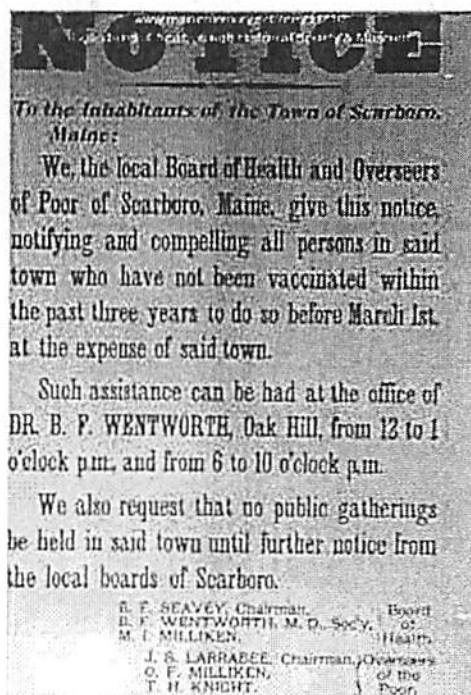 NOTICE
To the Inhabitants of the Town of Scarboro,
Maine:
We, the local Board of Health and Overseers
of Poor of Scarboro, Maine, give this notice,
notifying and compelling all persons in said
town who have not been vaccinated within
the past three years to do so before March 1st,
at the expense of said town.
Such assistance can be had at the office of
DR. B. F. WENTWORTH, Oak Hill, from 12 to 1
o'clock p.m. and from 6 to 10 o'clock p.m.
We also request that no public gatherings
be held in said town until further notice from
the local boards of Scarboro.
SEAVEY, Chairman, Board
B. F. WENTWORTH, M. D., Sec'y, of
M. I. MILLIKEN, Health.
J. S. LARRABEE, Chairman, Overseers
O. F. MILLIKEN, of the
T. H. KNIGHT. Poor.